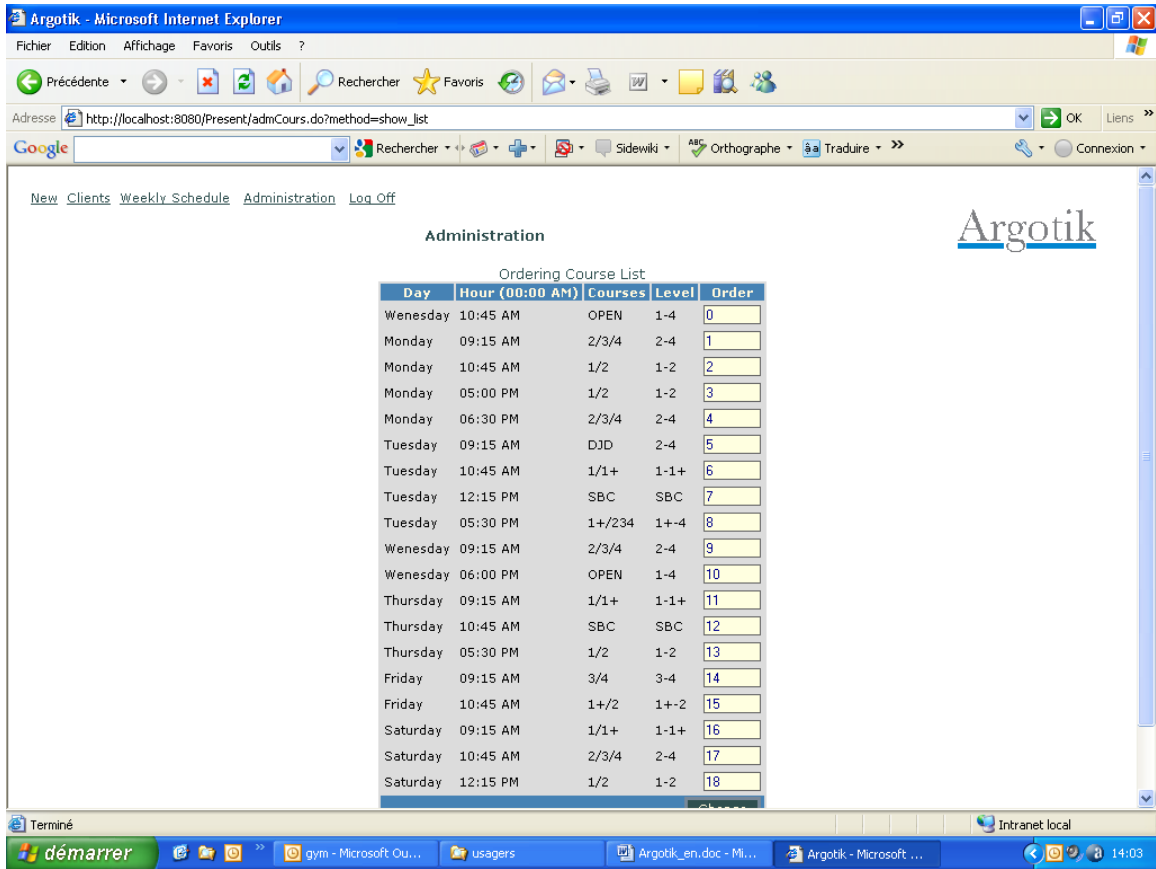 Argotik - Microsoft Internet Explorer
Fichier Edition Affichage Favoris Outils ?
Précédente Rechercher Favoris
Adresse http://localhost:8080/Present/admCours.do?method=show_list OK Liens »
Google Rechercher Sidewiki ABC Orthographe āa Traduire » Connexion
New Clients Weekly Schedule Administration Log Off
Argotik
Administration
Ordering Course List
Day Hour (00:00 AM) Courses Level Order
Wenesday 10:45 AM OPEN 1-4 0
Monday 09:15 AM 2/3/4 2-4 1
Monday 10:45 AM 1/2 1-2 2
Monday 05:00 PM 1/2 1-2 3
Monday 06:30 PM 2/3/4 2-4 4
Tuesday 09:15 AM DJD 2-4 5
Tuesday 10:45 AM 1/1+ 1-1+ 6
Tuesday 12:15 PM SBC SBC 7
Tuesday 05:30 PM 1+/234 1+-4 8
Wenesday 09:15 AM 2/3/4 2-4 9
Wenesday 06:00 PM OPEN 1-4 10
Thursday 09:15 AM 1/1+ 1-1+ 11
Thursday 10:45 AM SBC SBC 12
Thursday 05:30 PM 1/2 1-2 13
Friday 09:15 AM 3/4 3-4 14
Friday 10:45 AM 1+/2 1+-2 15
Saturday 09:15 AM 1/1+ 1-1+ 16
Saturday 10:45 AM 2/3/4 2-4 17
Saturday 12:15 PM 1/2 1-2 18
Terminé Intranet local
démarrer » gym - Microsoft Ou... usagers Argotik_en.doc - Mi... Argotik - Microsoft ... 14:03